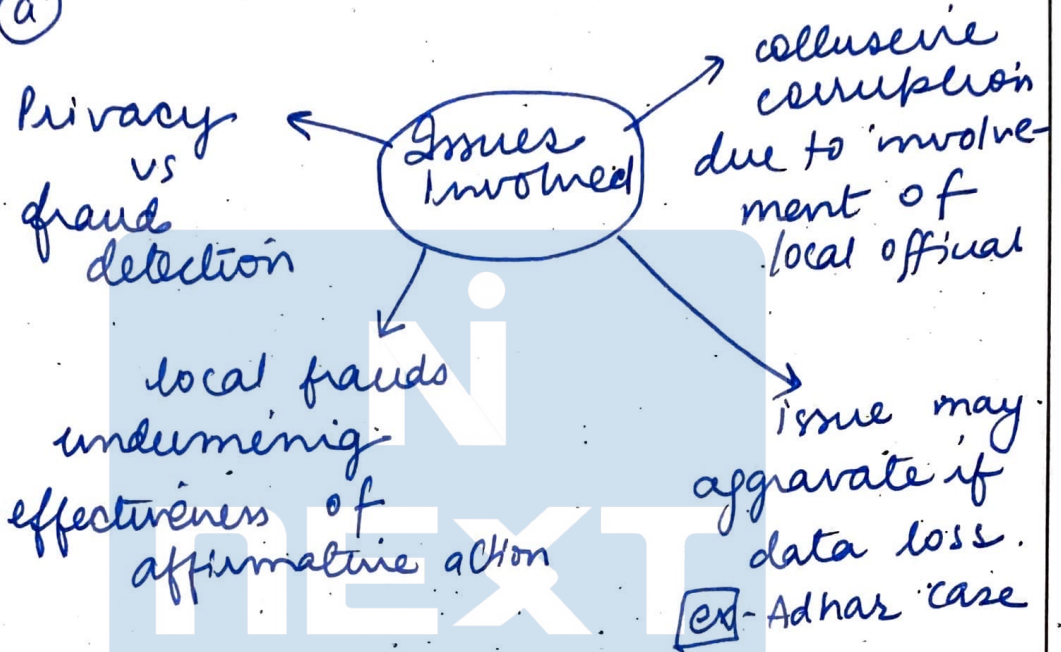 a
Issues
Involved
Privacy
vs
fraud
detection
collusive
corruption
due to involve-
ment of
local offical
local frauds
undermining
effectiveness of
affirmative action
issue may
aggravate if
data loss.
ex - Adhar case
NEXT